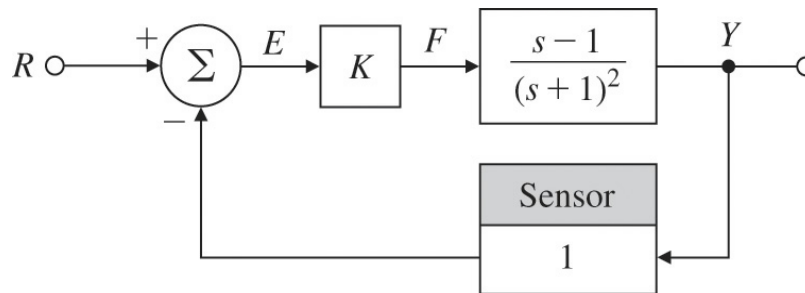 R + Σ E K F s − 1 Y
(s + 1)²
−
Sensor
1